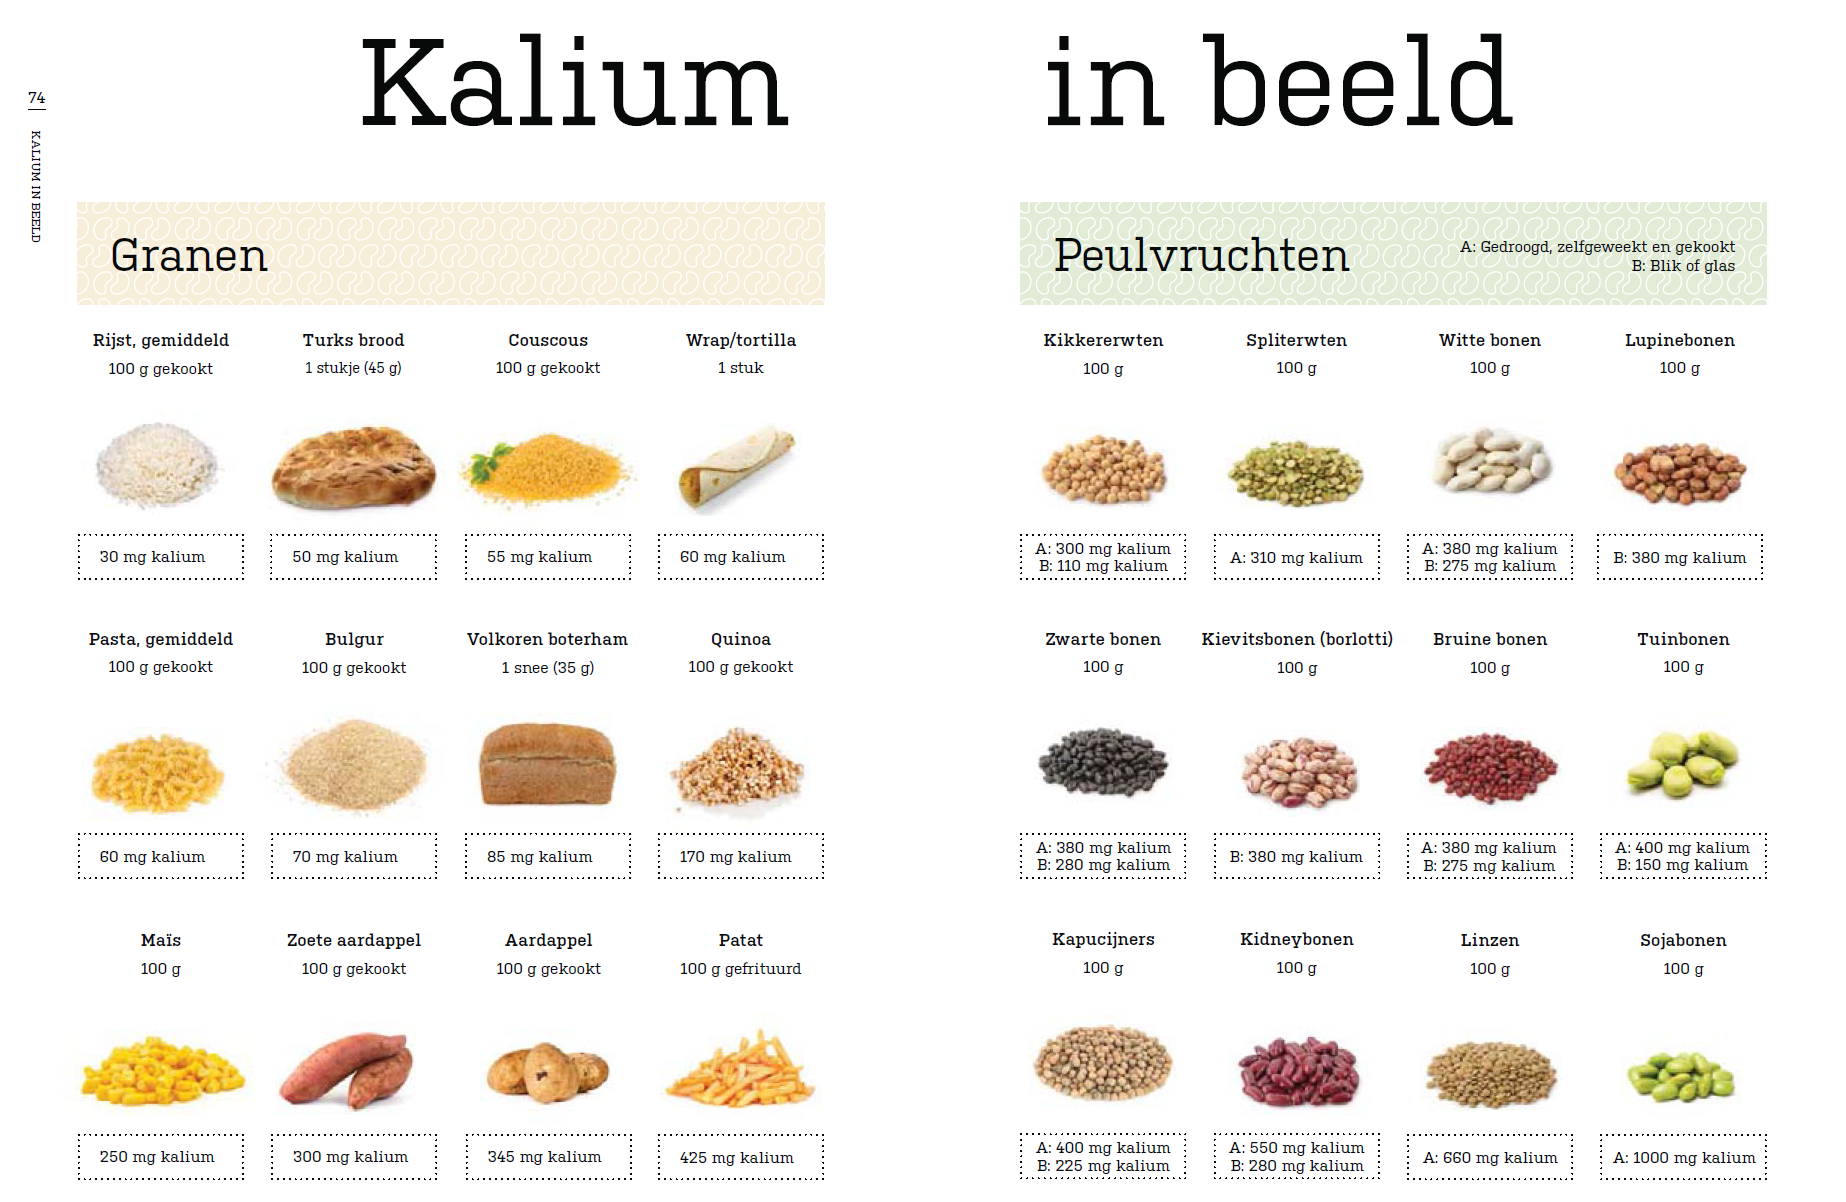 Kalium in beeld
74
KALIUM IN BEELD
Granen
Rijst, gemiddeld
100 g gekookt
30 mg kalium
Turks brood
1 stukje (45 g)
50 mg kalium
Couscous
100 g gekookt
55 mg kalium
Wrap/tortilla
1 stuk
60 mg kalium
Pasta, gemiddeld
100 g gekookt
60 mg kalium
Bulgur
100 g gekookt
70 mg kalium
Volkoren boterham
1 snee (35 g)
85 mg kalium
Quinoa
100 g gekookt
170 mg kalium
Maïs
100 g
250 mg kalium
Zoete aardappel
100 g gekookt
300 mg kalium
Aardappel
100 g gekookt
345 mg kalium
Patat
100 g gefrituurd
425 mg kalium
Peulvruchten
A: Gedroogd, zelfgeweekt en gekookt
B: Blik of glas
Kikkererwten
100 g
A: 300 mg kalium
B: 110 mg kalium
Spliterwten
100 g
A: 310 mg kalium
Witte bonen
100 g
A: 380 mg kalium
B: 275 mg kalium
Lupinebonen
100 g
B: 380 mg kalium
Zwarte bonen
100 g
A: 380 mg kalium
B: 280 mg kalium
Kievitsbonen (borlotti)
100 g
B: 380 mg kalium
Bruine bonen
100 g
A: 380 mg kalium
B: 275 mg kalium
Tuinbonen
100 g
A: 400 mg kalium
B: 150 mg kalium
Kapucijners
100 g
A: 400 mg kalium
B: 225 mg kalium
Kidneybonen
100 g
A: 550 mg kalium
B: 280 mg kalium
Linzen
100 g
A: 660 mg kalium
Sojabonen
100 g
A: 1000 mg kalium